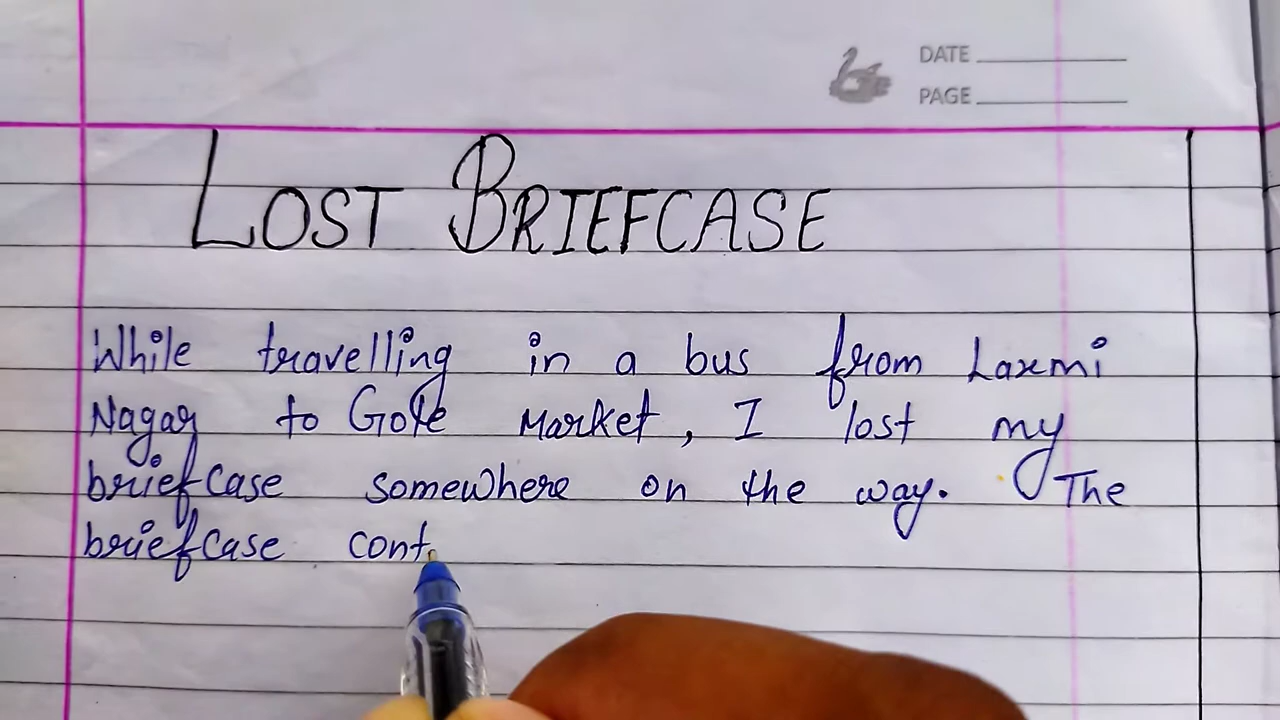 DATE
PAGE
LOST BRIEFCASE
While travelling in a bus from Laxmi
Nagar to Gole Market, I lost my
briefcase somewhere on the way. The
briefcase cont